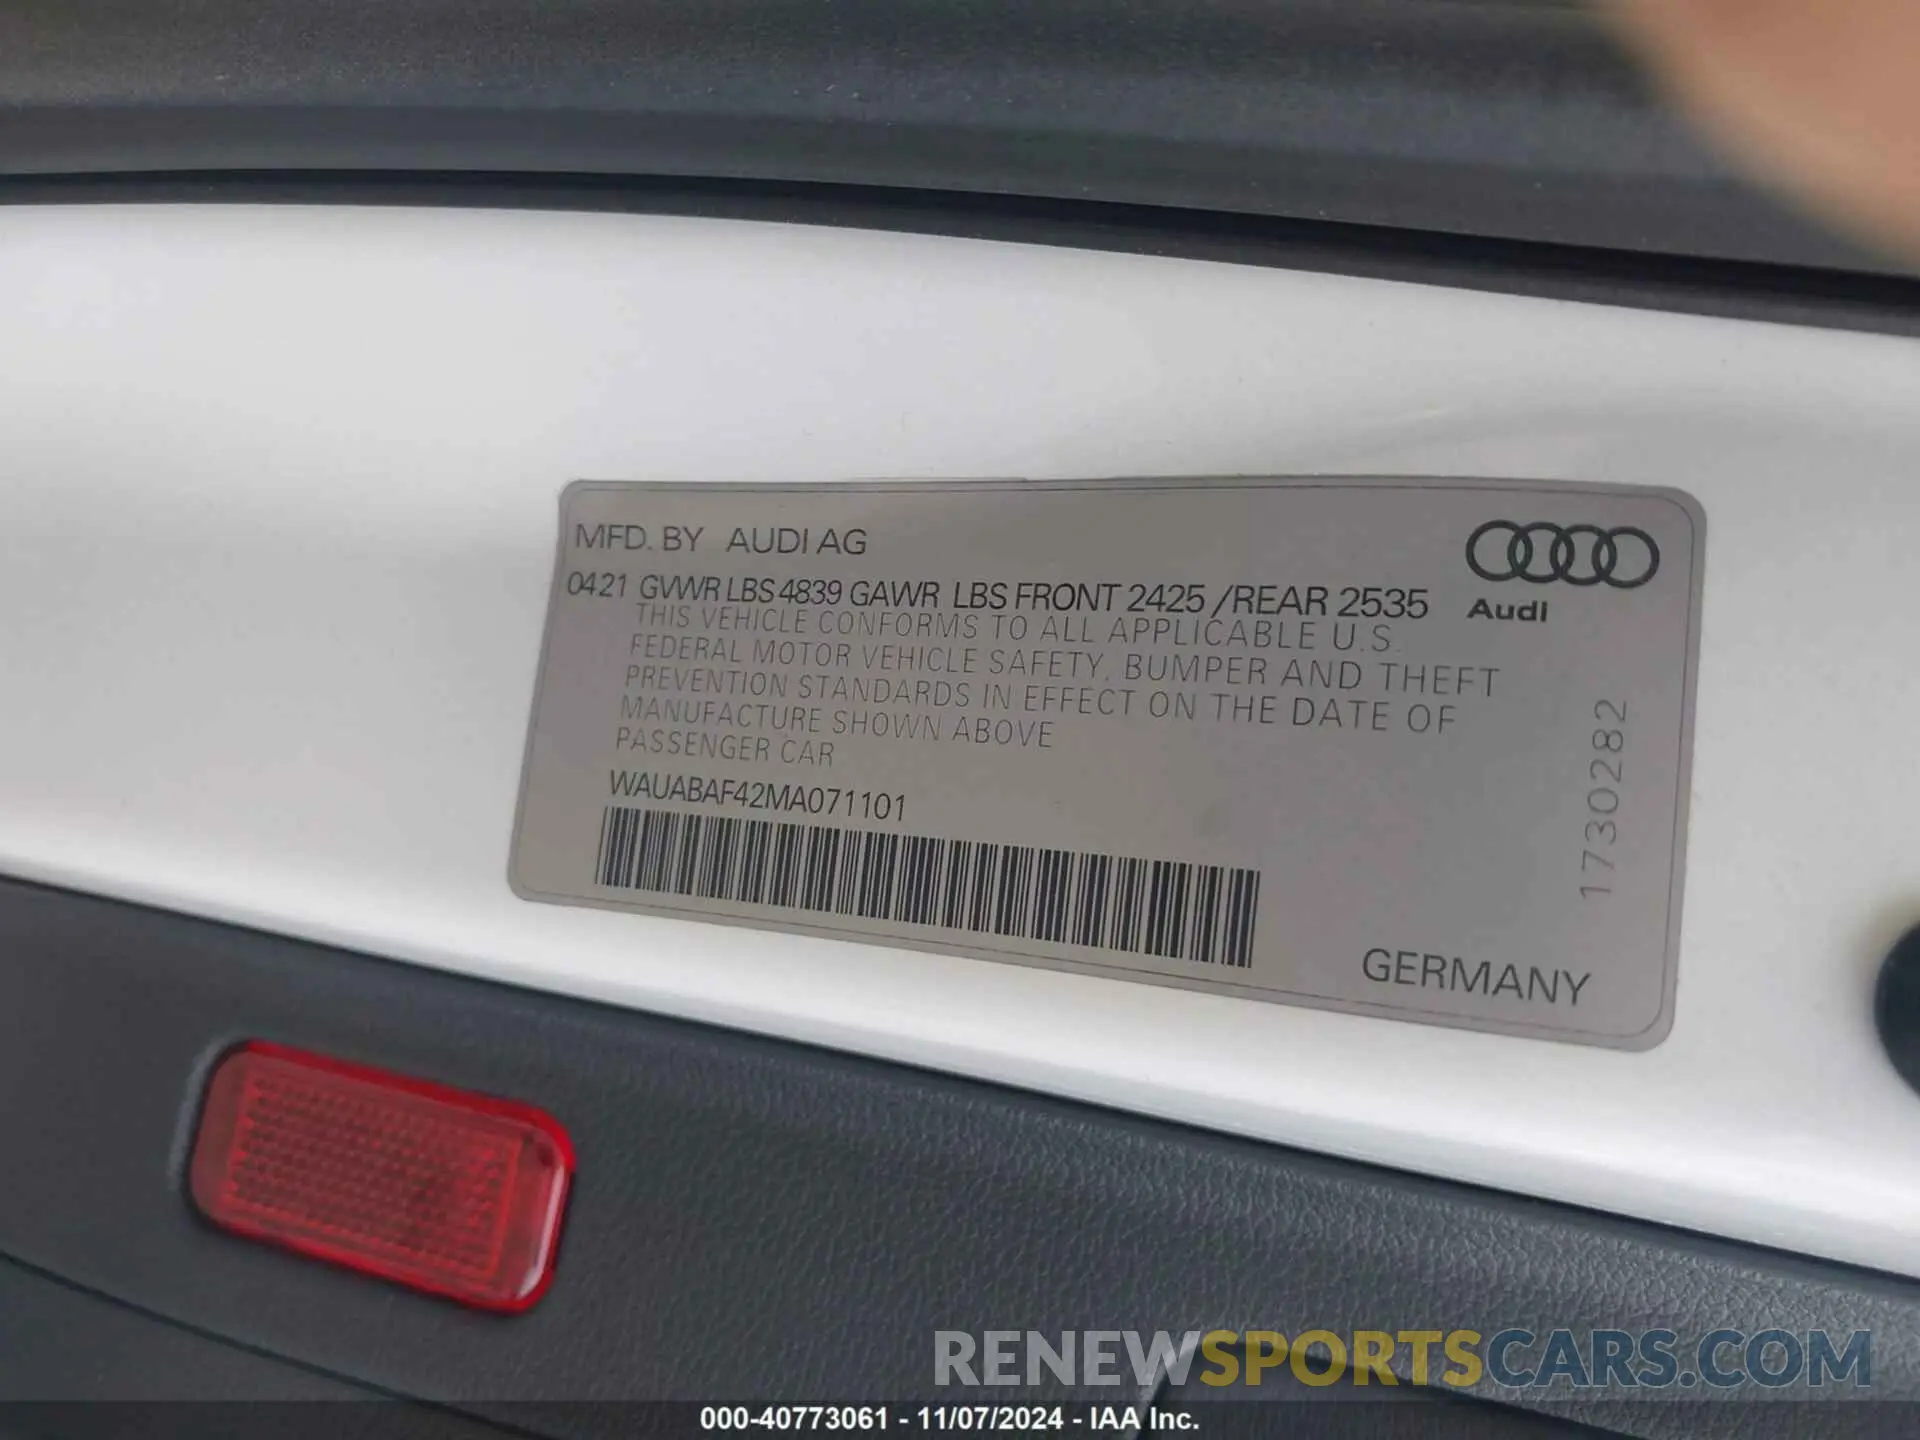 MFD. BY AUDI AG
0421 GVWR LBS 4839 GAWR LBS FRONT 2425 /REAR 2535
Audi
THIS VEHICLE CONFORMS TO ALL APPLICABLE U.S.
FEDERAL MOTOR VEHICLE SAFETY, BUMPER AND THEFT
PREVENTION STANDARDS IN EFFECT ON THE DATE OF
MANUFACTURE SHOWN ABOVE
PASSENGER CAR
WAUABAF42MA071101
1730282
GERMANY
RENEWSPORTSCARS.COM
000-40773061 - 11/07/2024 - IAA Inc.